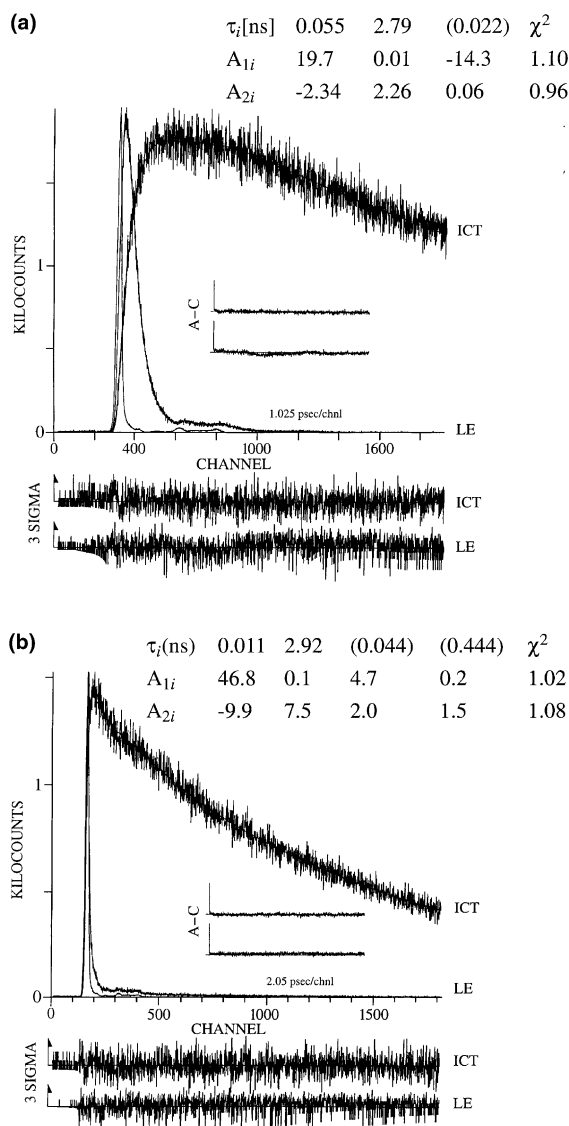 (a)
τi[ns] 0.055 2.79 (0.022) χ2
A1i 19.7 0.01 -14.3 1.10
A2i -2.34 2.26 0.06 0.96
KILOCOUNTS
1
0
ICT
A-C
1.025 psec/chnl
LE
0 400 1000 1600
CHANNEL
3 SIGMA
ICT
LE
(b)
τi(ns) 0.011 2.92 (0.044) (0.444) χ2
A1i 46.8 0.1 4.7 0.2 1.02
A2i -9.9 7.5 2.0 1.5 1.08
KILOCOUNTS
1
0
ICT
A-C
2.05 psec/chnl
LE
0 500 1000 1500
CHANNEL
3 SIGMA
ICT
LE